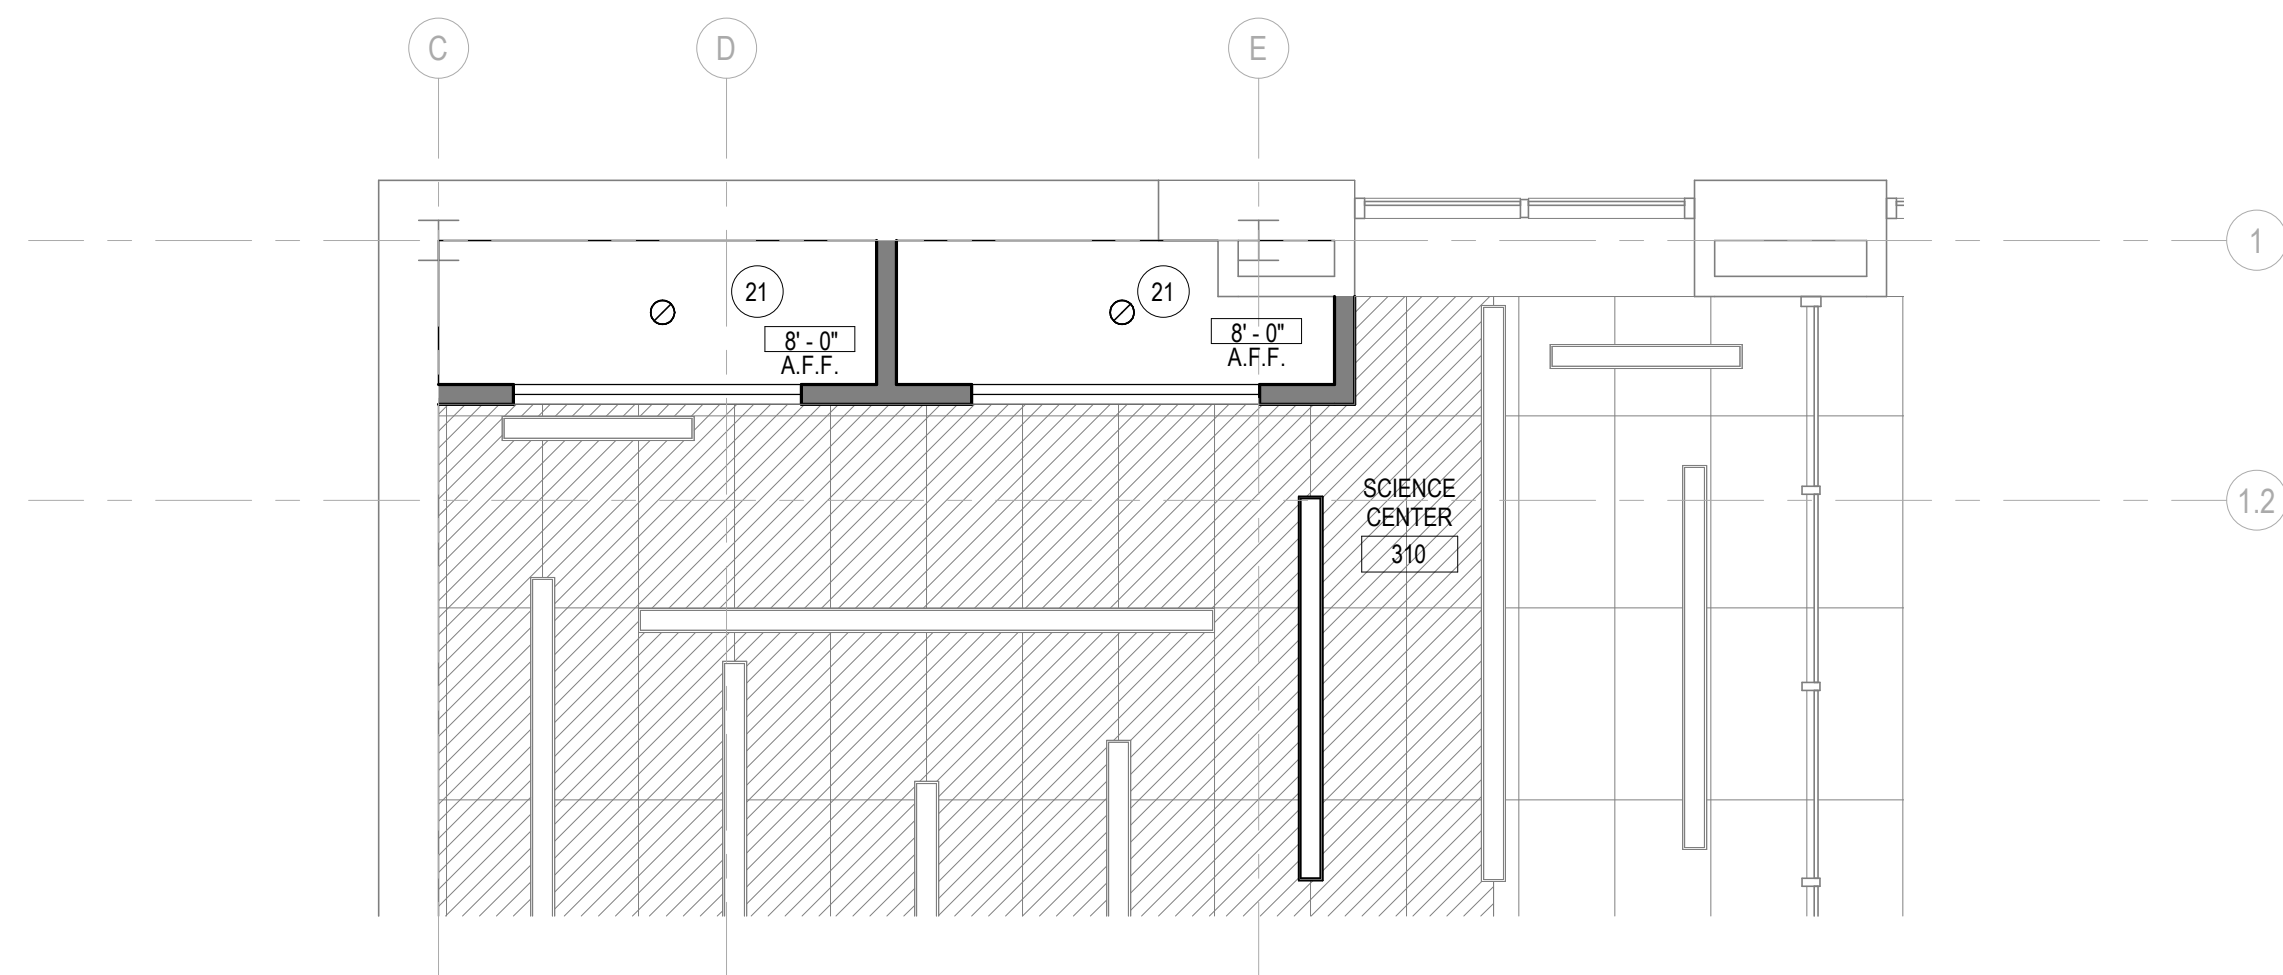 C
D
E
1
21
21
8' - 0"
A.F.F.
8' - 0"
A.F.F.
SCIENCE
CENTER
310
1.2